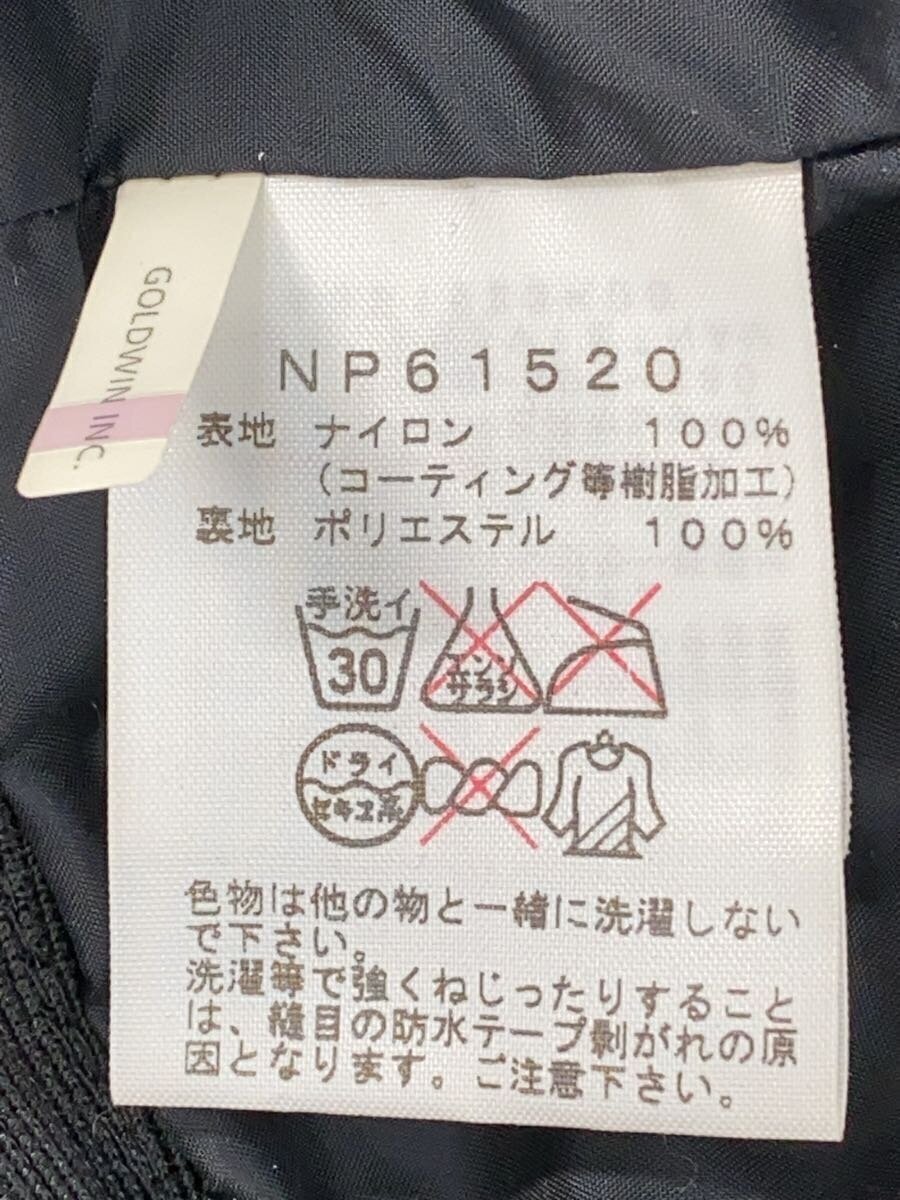 GOLDWIN INC.
NP61520
表地 ナイロン 100%
(コーティング等樹脂加工)
裏地 ポリエステル 100%
手洗イ
30
エンソ
サラシ
ドライ
セキユ系
色物は他の物と一緒に洗濯しない
で下さい。
洗濯等で強くねじったりすること
は、縫目の防水テープ剥がれの原
因となります。ご注意下さい。